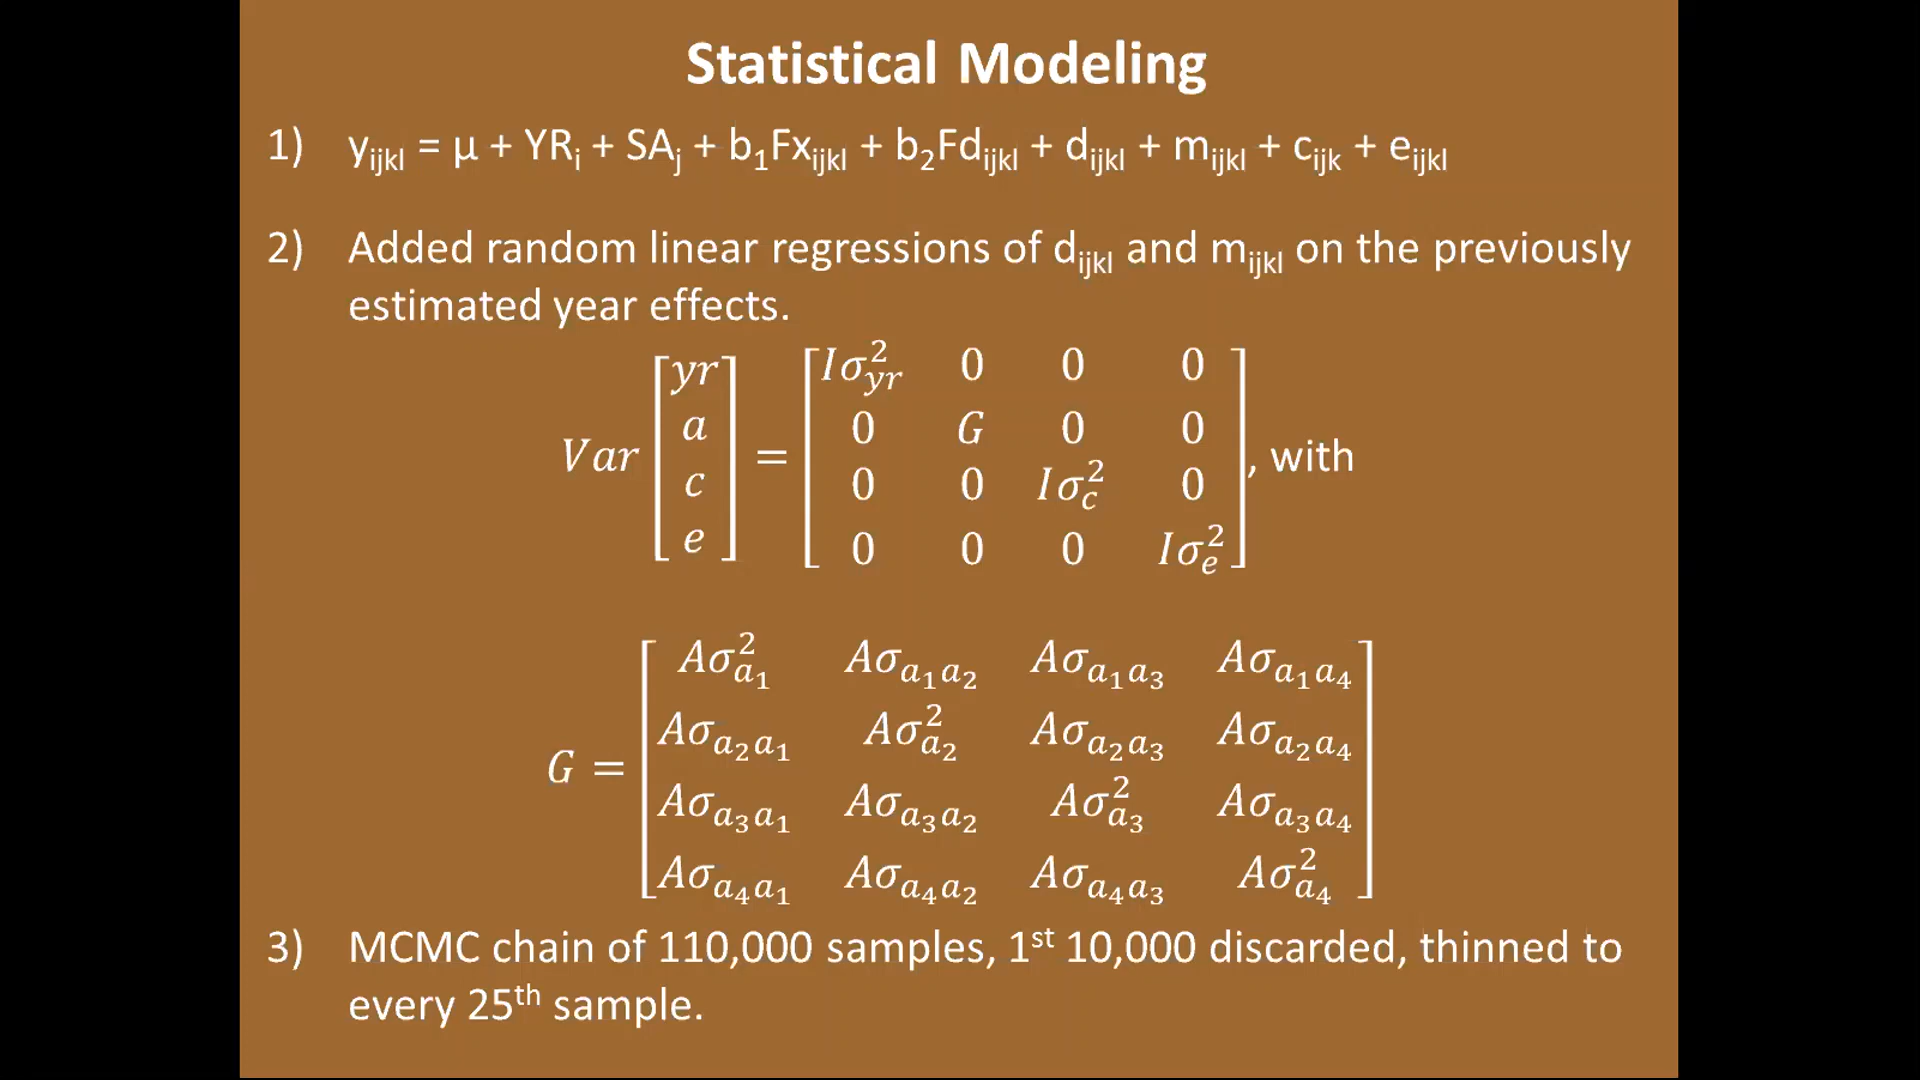 Statistical Modeling
1) y_ijkl = μ + YR_i + SA_j + b_1Fx_ijkl + b_2Fd_ijkl + d_ijkl + m_ijkl + c_ijk + e_ijkl
2) Added random linear regressions of d_ijkl and m_ijkl on the previously
estimated year effects.
Var [yr a c e] = [Iσ²_yr 0 0 0
0 G 0 0
0 0 Iσ²_c 0
0 0 0 Iσ²_e], with
G = [Aσ²_a₁ Aσ_a₁a₂ Aσ_a₁a₃ Aσ_a₁a₄
Aσ_a₂a₁ Aσ²_a₂ Aσ_a₂a₃ Aσ_a₂a₄
Aσ_a₃a₁ Aσ_a₃a₂ Aσ²_a₃ Aσ_a₃a₄
Aσ_a₄a₁ Aσ_a₄a₂ Aσ_a₄a₃ Aσ²_a₄]
3) MCMC chain of 110,000 samples, 1st 10,000 discarded, thinned to
every 25th sample.